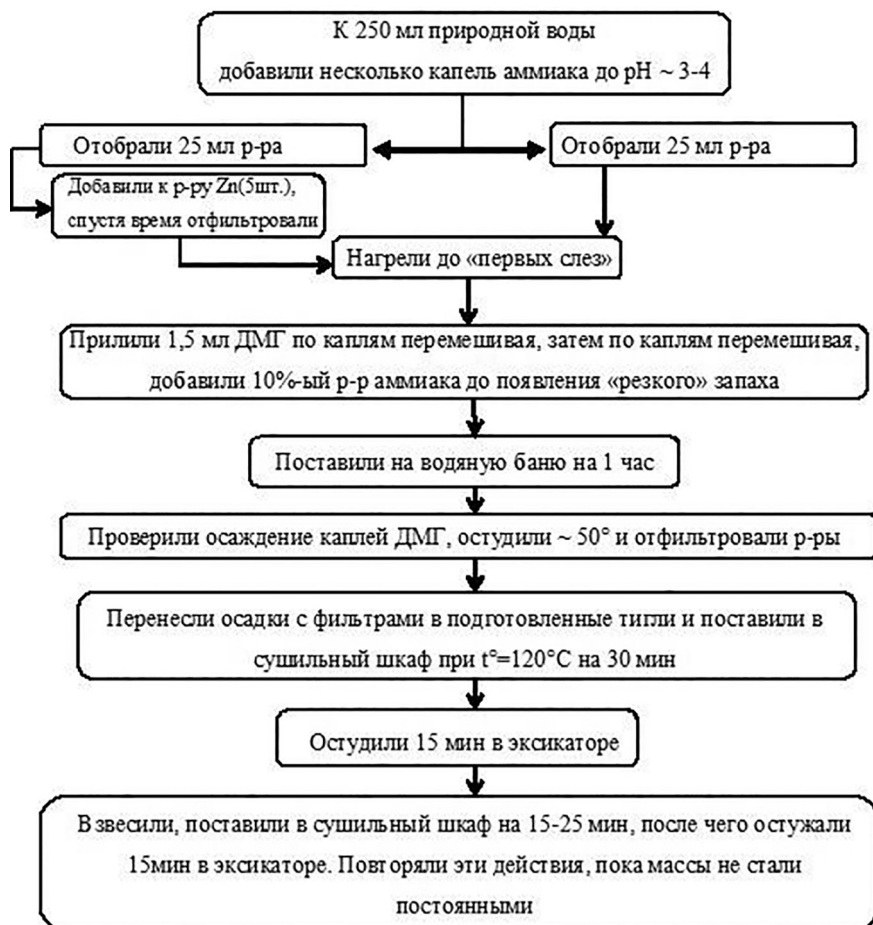 К 250 мл природной воды
добавили несколько капель аммиака до pH ~ 3-4
Отобрали 25 мл р-ра
Отобрали 25 мл р-ра
Добавили к р-ру Zn(5шт.),
спустя время отфильтровали
Нагрели до «первых слез»
Прилили 1,5 мл ДМГ по каплям перемешивая, затем по каплям перемешивая,
добавили 10%-ый р-р аммиака до появления «резкого» запаха
Поставили на водяную баню на 1 час
Проверили осаждение каплей ДМГ, остудили ~ 50° и отфильтровали р-ры
Перенесли осадки с фильтрами в подготовленные тигли и поставили в
сушильный шкаф при t°=120°С на 30 мин
Остудили 15 мин в эксикаторе
Взвесили, поставили в сушильный шкаф на 15-25 мин, после чего остужали
15мин в эксикаторе. Повторяли эти действия, пока массы не стали
постоянными